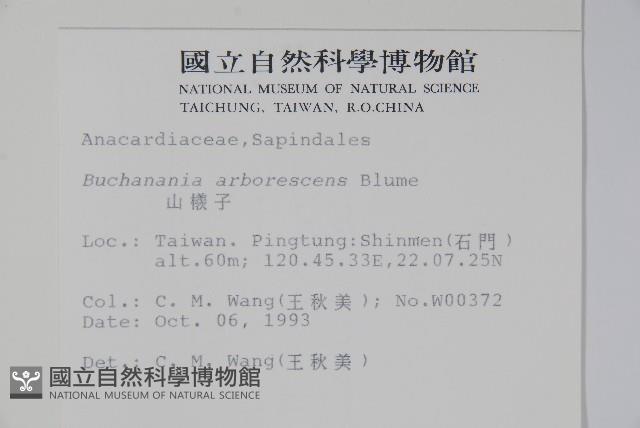 國立自然科學博物館
NATIONAL MUSEUM OF NATURAL SCIENCE
TAICHUNG, TAIWAN, R.O.CHINA
Anacardiaceae,Sapindales
Buchanania arborescens Blume
山檨子
Loc.: Taiwan. Pingtung:Shinmen(石門)
alt.60m; 120.45.33E,22.07.25N
Col.: C. M. Wang(王秋美); No.W00372
Date: Oct. 06, 1993
Det.: C. M. Wang(王秋美)
國立自然科學博物館
NATIONAL MUSEUM OF NATURAL SCIENCE